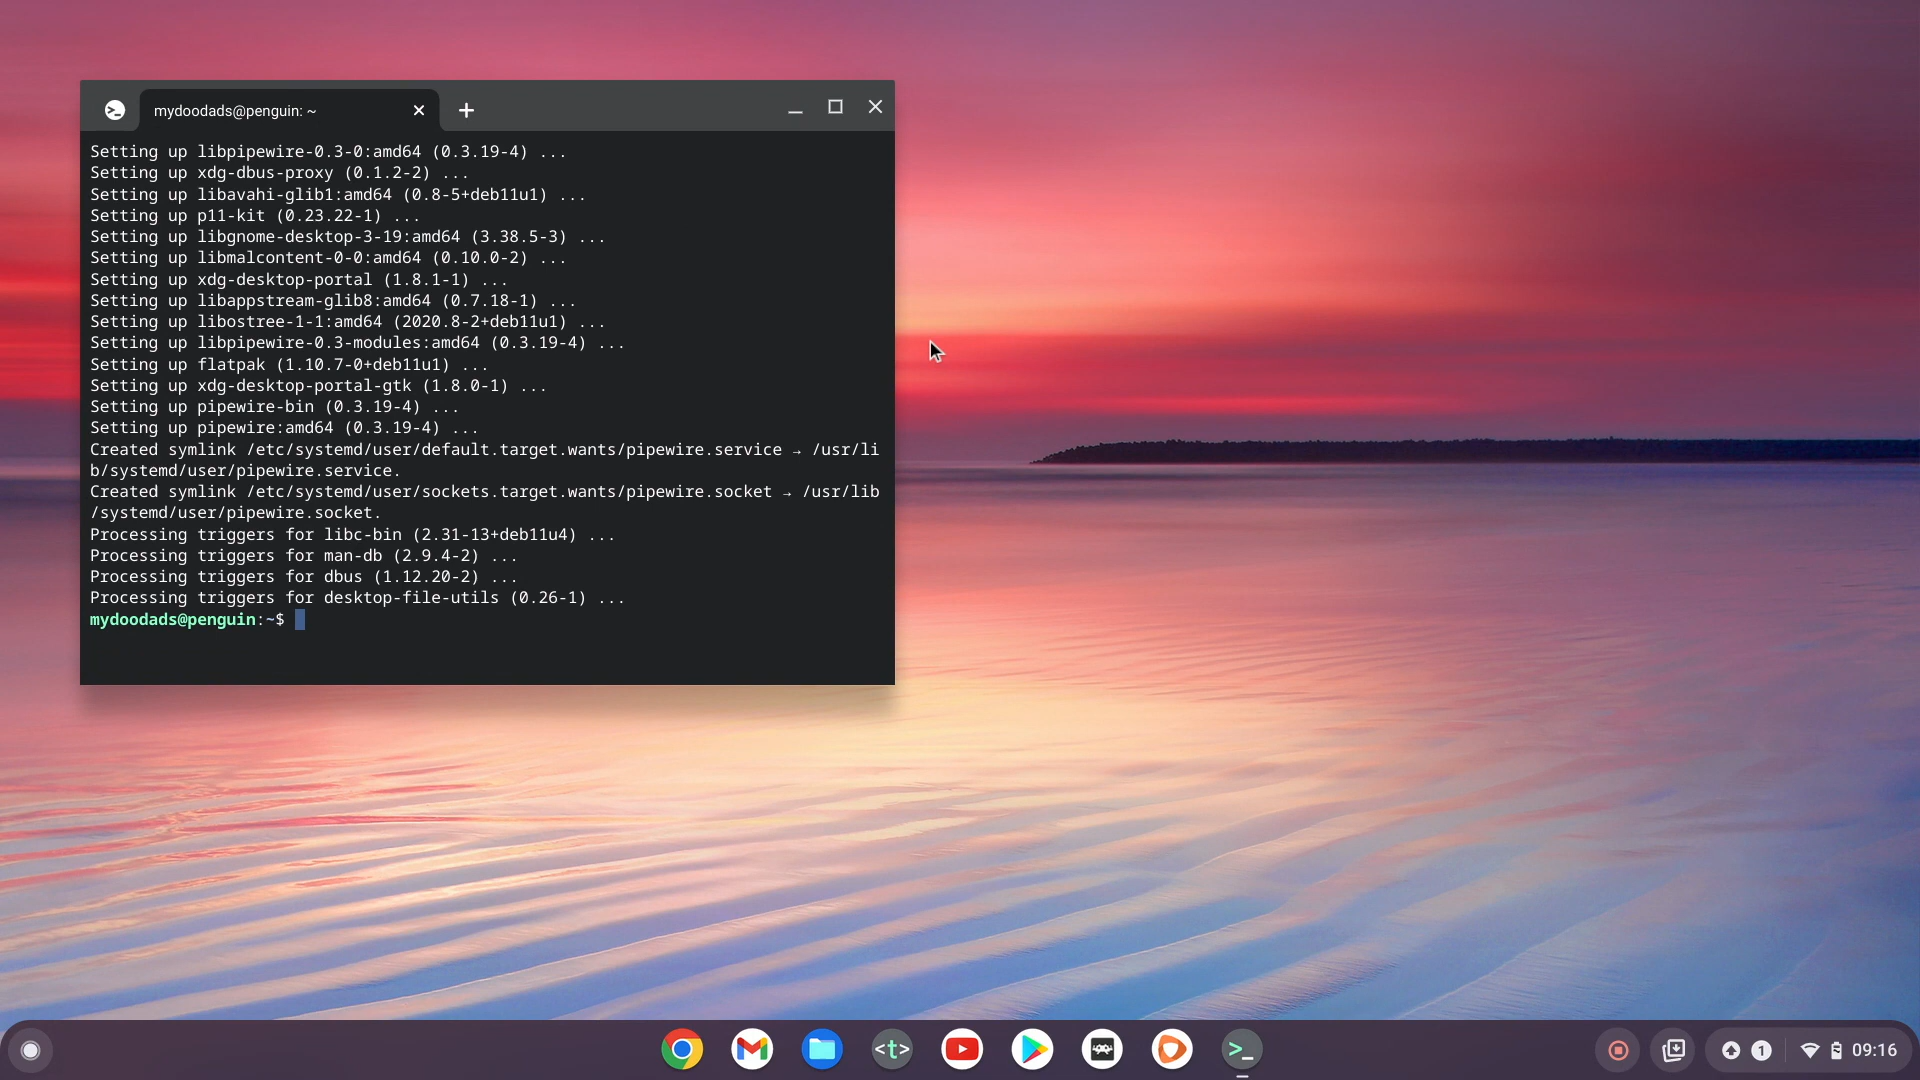 mydoodads@penguin: ~
Setting up libpipewire-0.3-0:amd64 (0.3.19-4) ...
Setting up xdg-dbus-proxy (0.1.2-2) ...
Setting up libavahi-glib1:amd64 (0.8-5+deb11u1) ...
Setting up p11-kit (0.23.22-1) ...
Setting up libgnome-desktop-3-19:amd64 (3.38.5-3) ...
Setting up libmalcontent-0-0:amd64 (0.10.0-2) ...
Setting up xdg-desktop-portal (1.8.1-1) ...
Setting up libappstream-glib8:amd64 (0.7.18-1) ...
Setting up libostree-1-1:amd64 (2020.8-2+deb11u1) ...
Setting up libpipewire-0.3-modules:amd64 (0.3.19-4) ...
Setting up flatpak (1.10.7-0+deb11u1) ...
Setting up xdg-desktop-portal-gtk (1.8.0-1) ...
Setting up pipewire-bin (0.3.19-4) ...
Setting up pipewire:amd64 (0.3.19-4) ...
Created symlink /etc/systemd/user/default.target.wants/pipewire.service → /usr/li
b/systemd/user/pipewire.service.
Created symlink /etc/systemd/user/sockets.target.wants/pipewire.socket → /usr/lib
/systemd/user/pipewire.socket.
Processing triggers for libc-bin (2.31-13+deb11u4) ...
Processing triggers for man-db (2.9.4-2) ...
Processing triggers for dbus (1.12.20-2) ...
Processing triggers for desktop-file-utils (0.26-1) ...
mydoodads@penguin:~$
<t>
>_
1
09:16